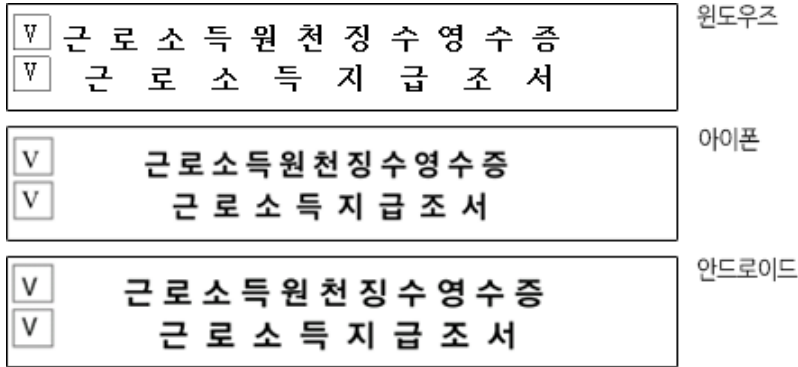 윈도우즈
V 근 로 소 득 원 천 징 수 영 수 증
V 근 로 소 득 지 급 조 서
아이폰
V 근로소득원천징수영수증
V 근 로 소 득 지 급 조 서
안드로이드
V 근 로 소 득 원 천 징 수 영 수 증
V 근 로 소 득 지 급 조 서